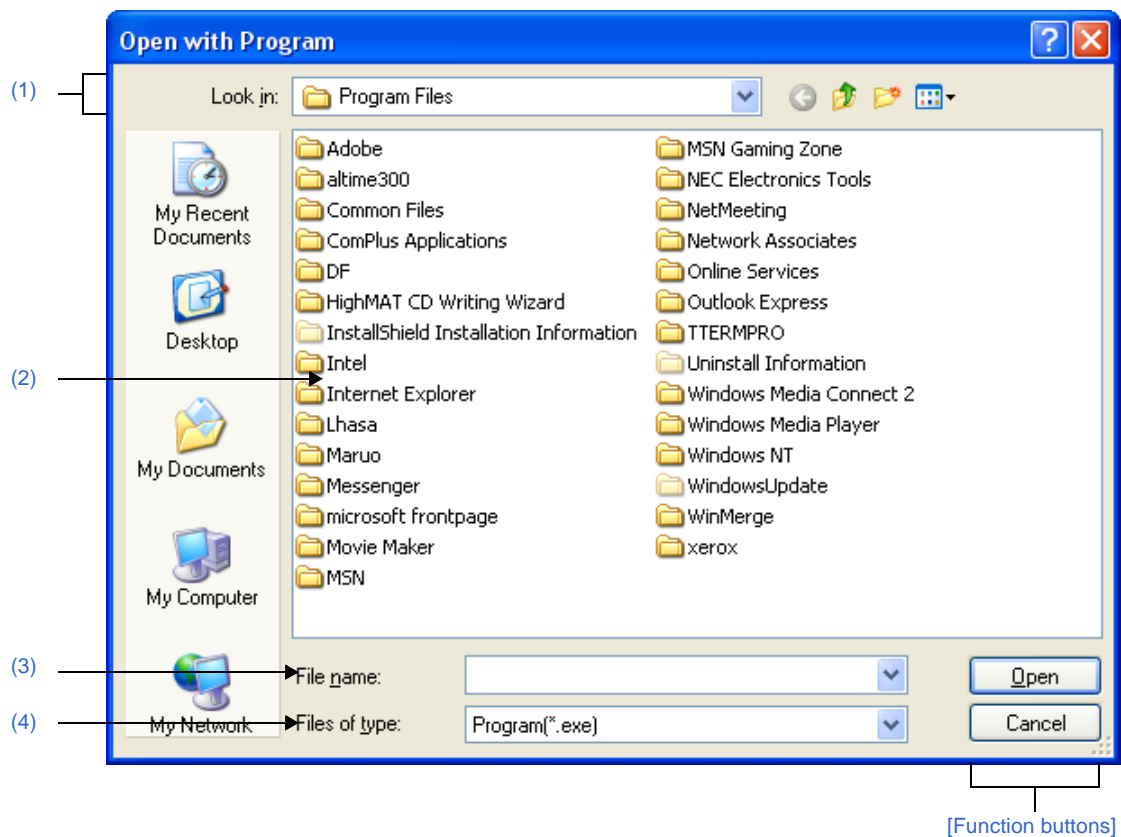 Open with Program
(1)
Look in:
Program Files
My Recent
Documents
Desktop
My Documents
My Computer
My Network
(2)
Adobe
altime300
Common Files
ComPlus Applications
DF
HighMAT CD Writing Wizard
InstallShield Installation Information
Intel
Internet Explorer
Lhasa
Maruo
Messenger
microsoft frontpage
Movie Maker
MSN
MSN Gaming Zone
NEC Electronics Tools
NetMeeting
Network Associates
Online Services
Outlook Express
TTERMPRO
Uninstall Information
Windows Media Connect 2
Windows Media Player
Windows NT
WindowsUpdate
WinMerge
xerox
(3)
File name:
Open
(4)
Files of type:
Program(*.exe)
Cancel
[Function buttons]